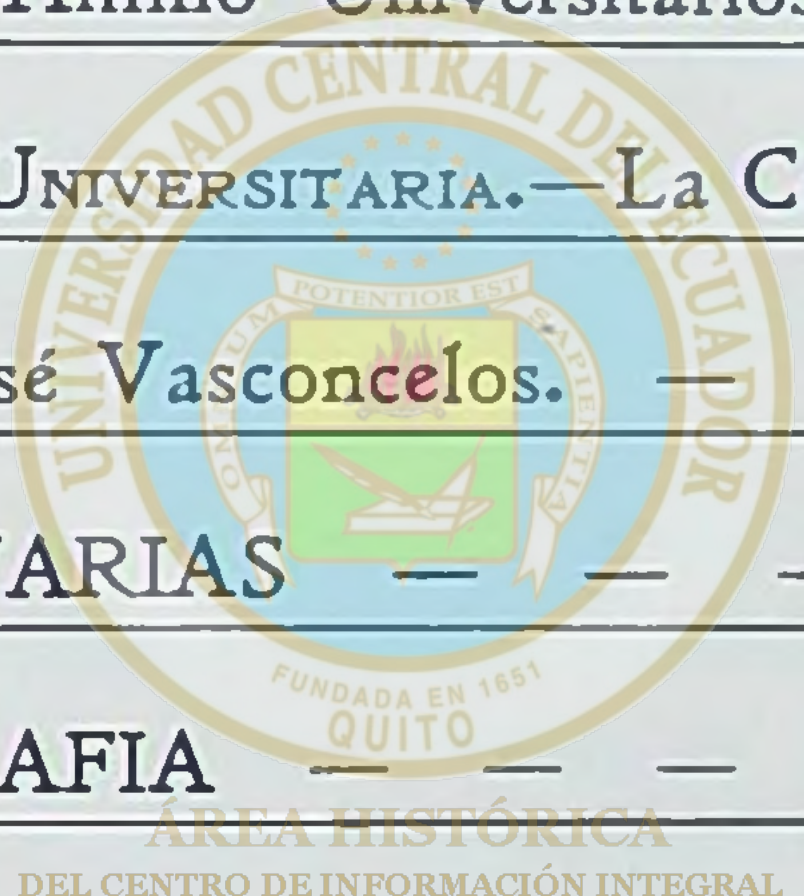 Universitarios
UNIVERSITARIA.—La C
sé Vasconcelos. —
ARIAS — — —
AFIA — — —
UNIVERSIDAD CENTRAL DEL ECUADOR
OMNIUM POTENTIOR EST SAPIENTIA
FUNDADA EN 1651
QUITO
ÁREA HISTÓRICA
DEL CENTRO DE INFORMACIÓN INTEGRAL